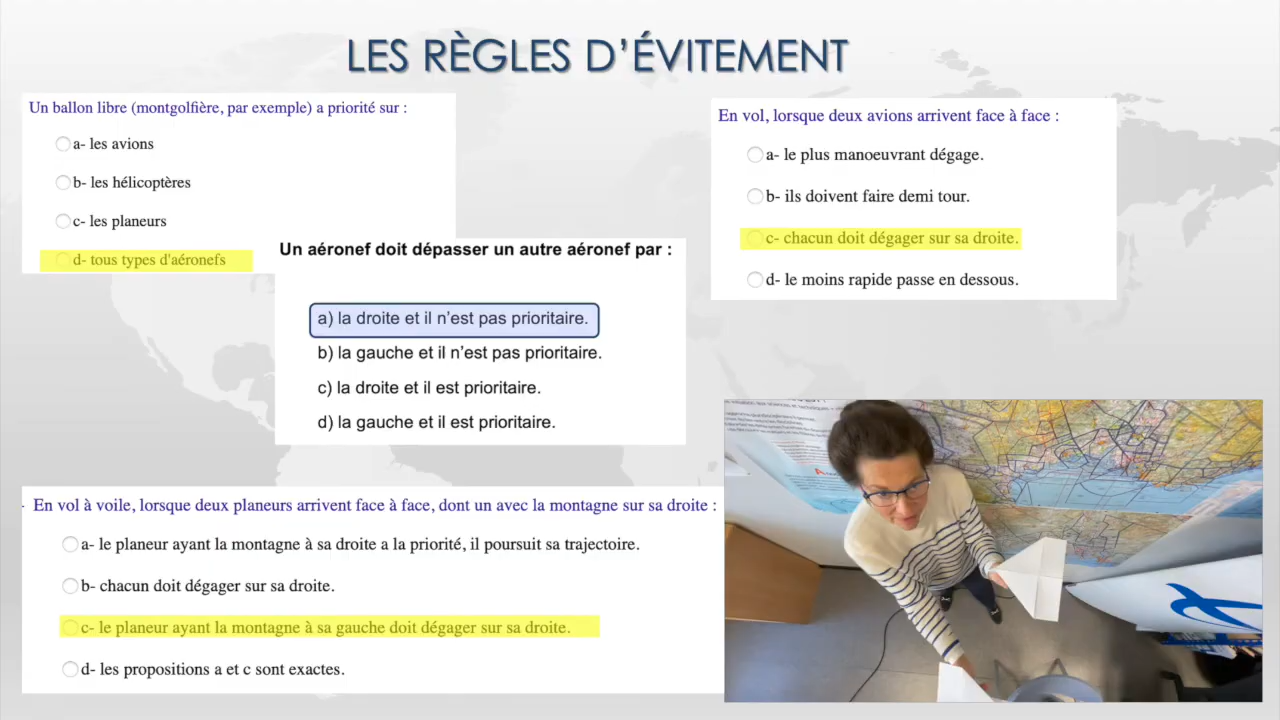 LES RÈGLES D'ÉVITEMENT
Un ballon libre (montgolfière, par exemple) a priorité sur :
a- les avions
b- les hélicoptères
c- les planeurs
d- tous types d'aéronefs
Un aéronef doit dépasser un autre aéronef par :
a) la droite et il n'est pas prioritaire.
b) la gauche et il n'est pas prioritaire.
c) la droite et il est prioritaire.
d) la gauche et il est prioritaire.
En vol, lorsque deux avions arrivent face à face :
a- le plus manoeuvrant dégage.
b- ils doivent faire demi tour.
c- chacun doit dégager sur sa droite.
d- le moins rapide passe en dessous.
- En vol à voile, lorsque deux planeurs arrivent face à face, dont un avec la montagne sur sa droite :
a- le planeur ayant la montagne à sa droite a la priorité, il poursuit sa trajectoire.
b- chacun doit dégager sur sa droite.
c- le planeur ayant la montagne à sa gauche doit dégager sur sa droite.
d- les propositions a et c sont exactes.